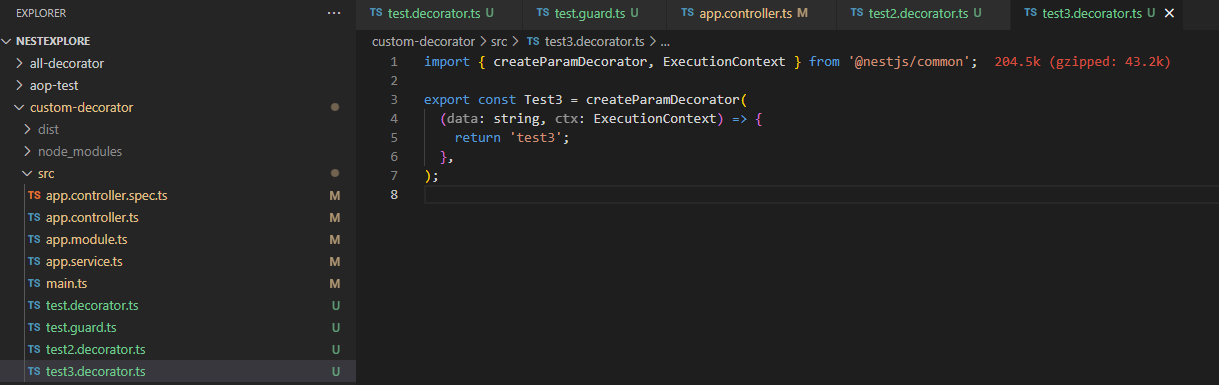 EXPLORER ...
NESTEXPLORE
all-decorator
aop-test
custom-decorator
dist
node_modules
src
TS app.controller.spec.ts M
TS app.controller.ts M
TS app.module.ts M
TS app.service.ts M
TS main.ts M
TS test.decorator.ts U
TS test.guard.ts U
TS test2.decorator.ts U
TS test3.decorator.ts U
TS test.decorator.ts U TS test.guard.ts U TS app.controller.ts M TS test2.decorator.ts U TS test3.decorator.ts U
custom-decorator > src > TS test3.decorator.ts > ...
1 import { createParamDecorator, ExecutionContext } from '@nestjs/common'; 204.5k (gzipped: 43.2k)
2
3 export const Test3 = createParamDecorator(
4 (data: string, ctx: ExecutionContext) => {
5 return 'test3';
6 },
7 );
8